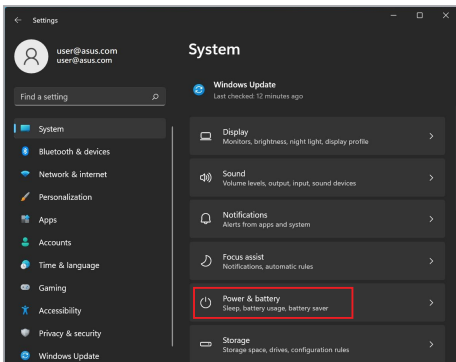 Settings
user@asus.com
user@asus.com
Find a setting
System
Bluetooth & devices
Network & internet
Personalization
Apps
Accounts
Time & language
Gaming
Accessibility
Privacy & security
Windows Update
System
Windows Update
Last checked: 12 minutes ago
Display
Monitors, brightness, night light, display profile
Sound
Volume levels, output, input, sound devices
Notifications
Alerts from apps and system
Focus assist
Notifications, automatic rules
Power & battery
Sleep, battery usage, battery saver
Storage
Storage space, drives, configuration rules